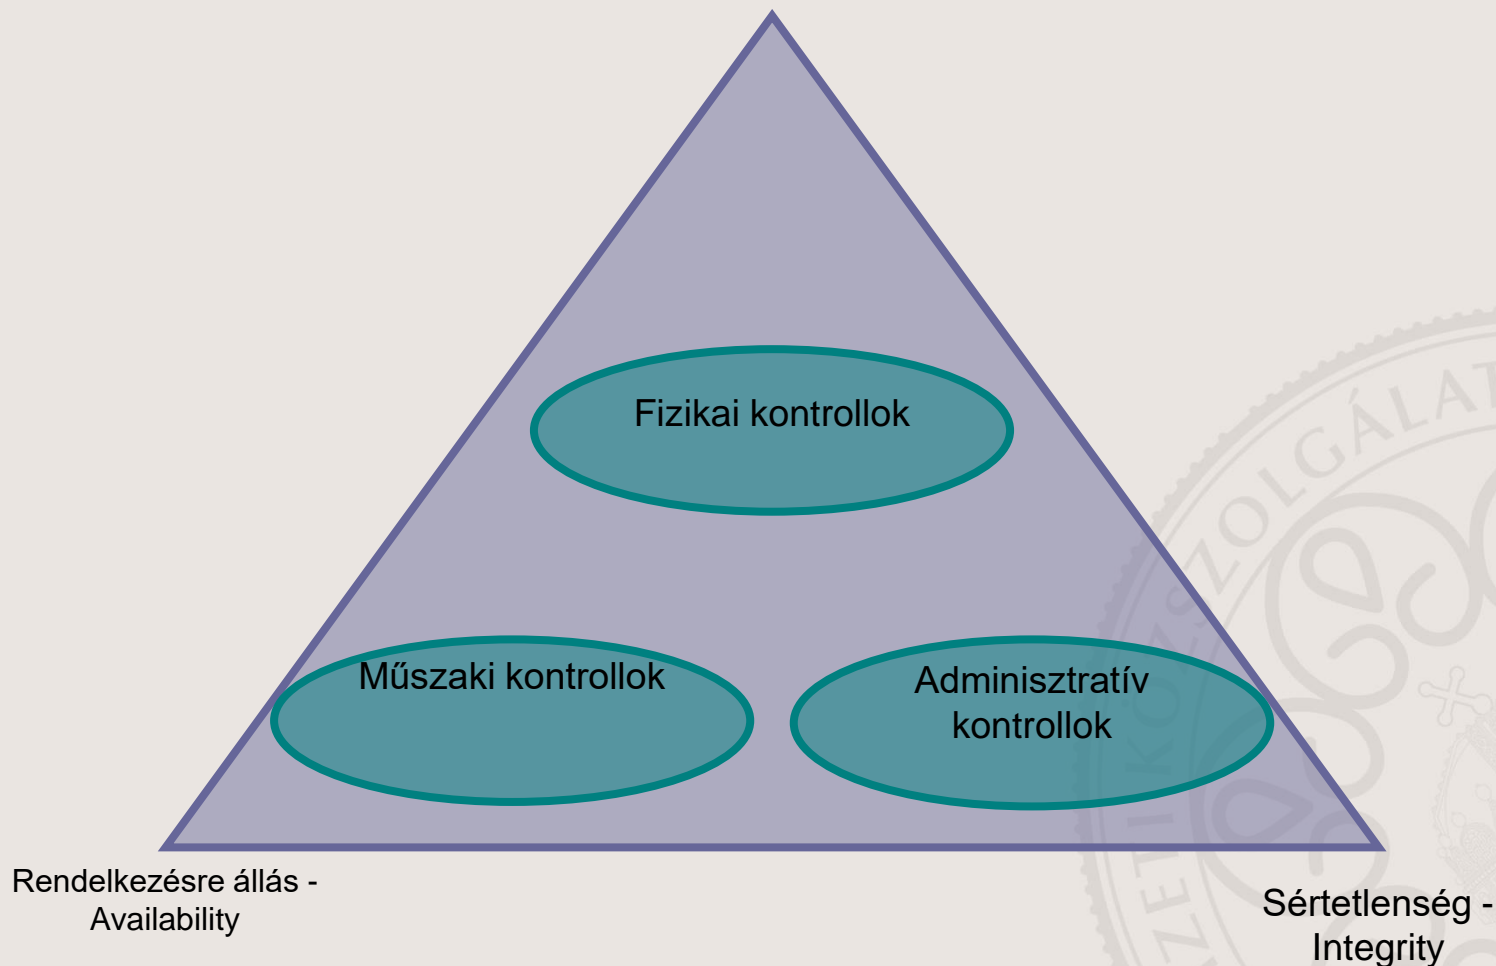 Fizikai kontrollok
Műszaki kontrollok
Adminisztratív
kontrollok
Rendelkezésre állás -
Availability
Sértetlenség -
Integrity